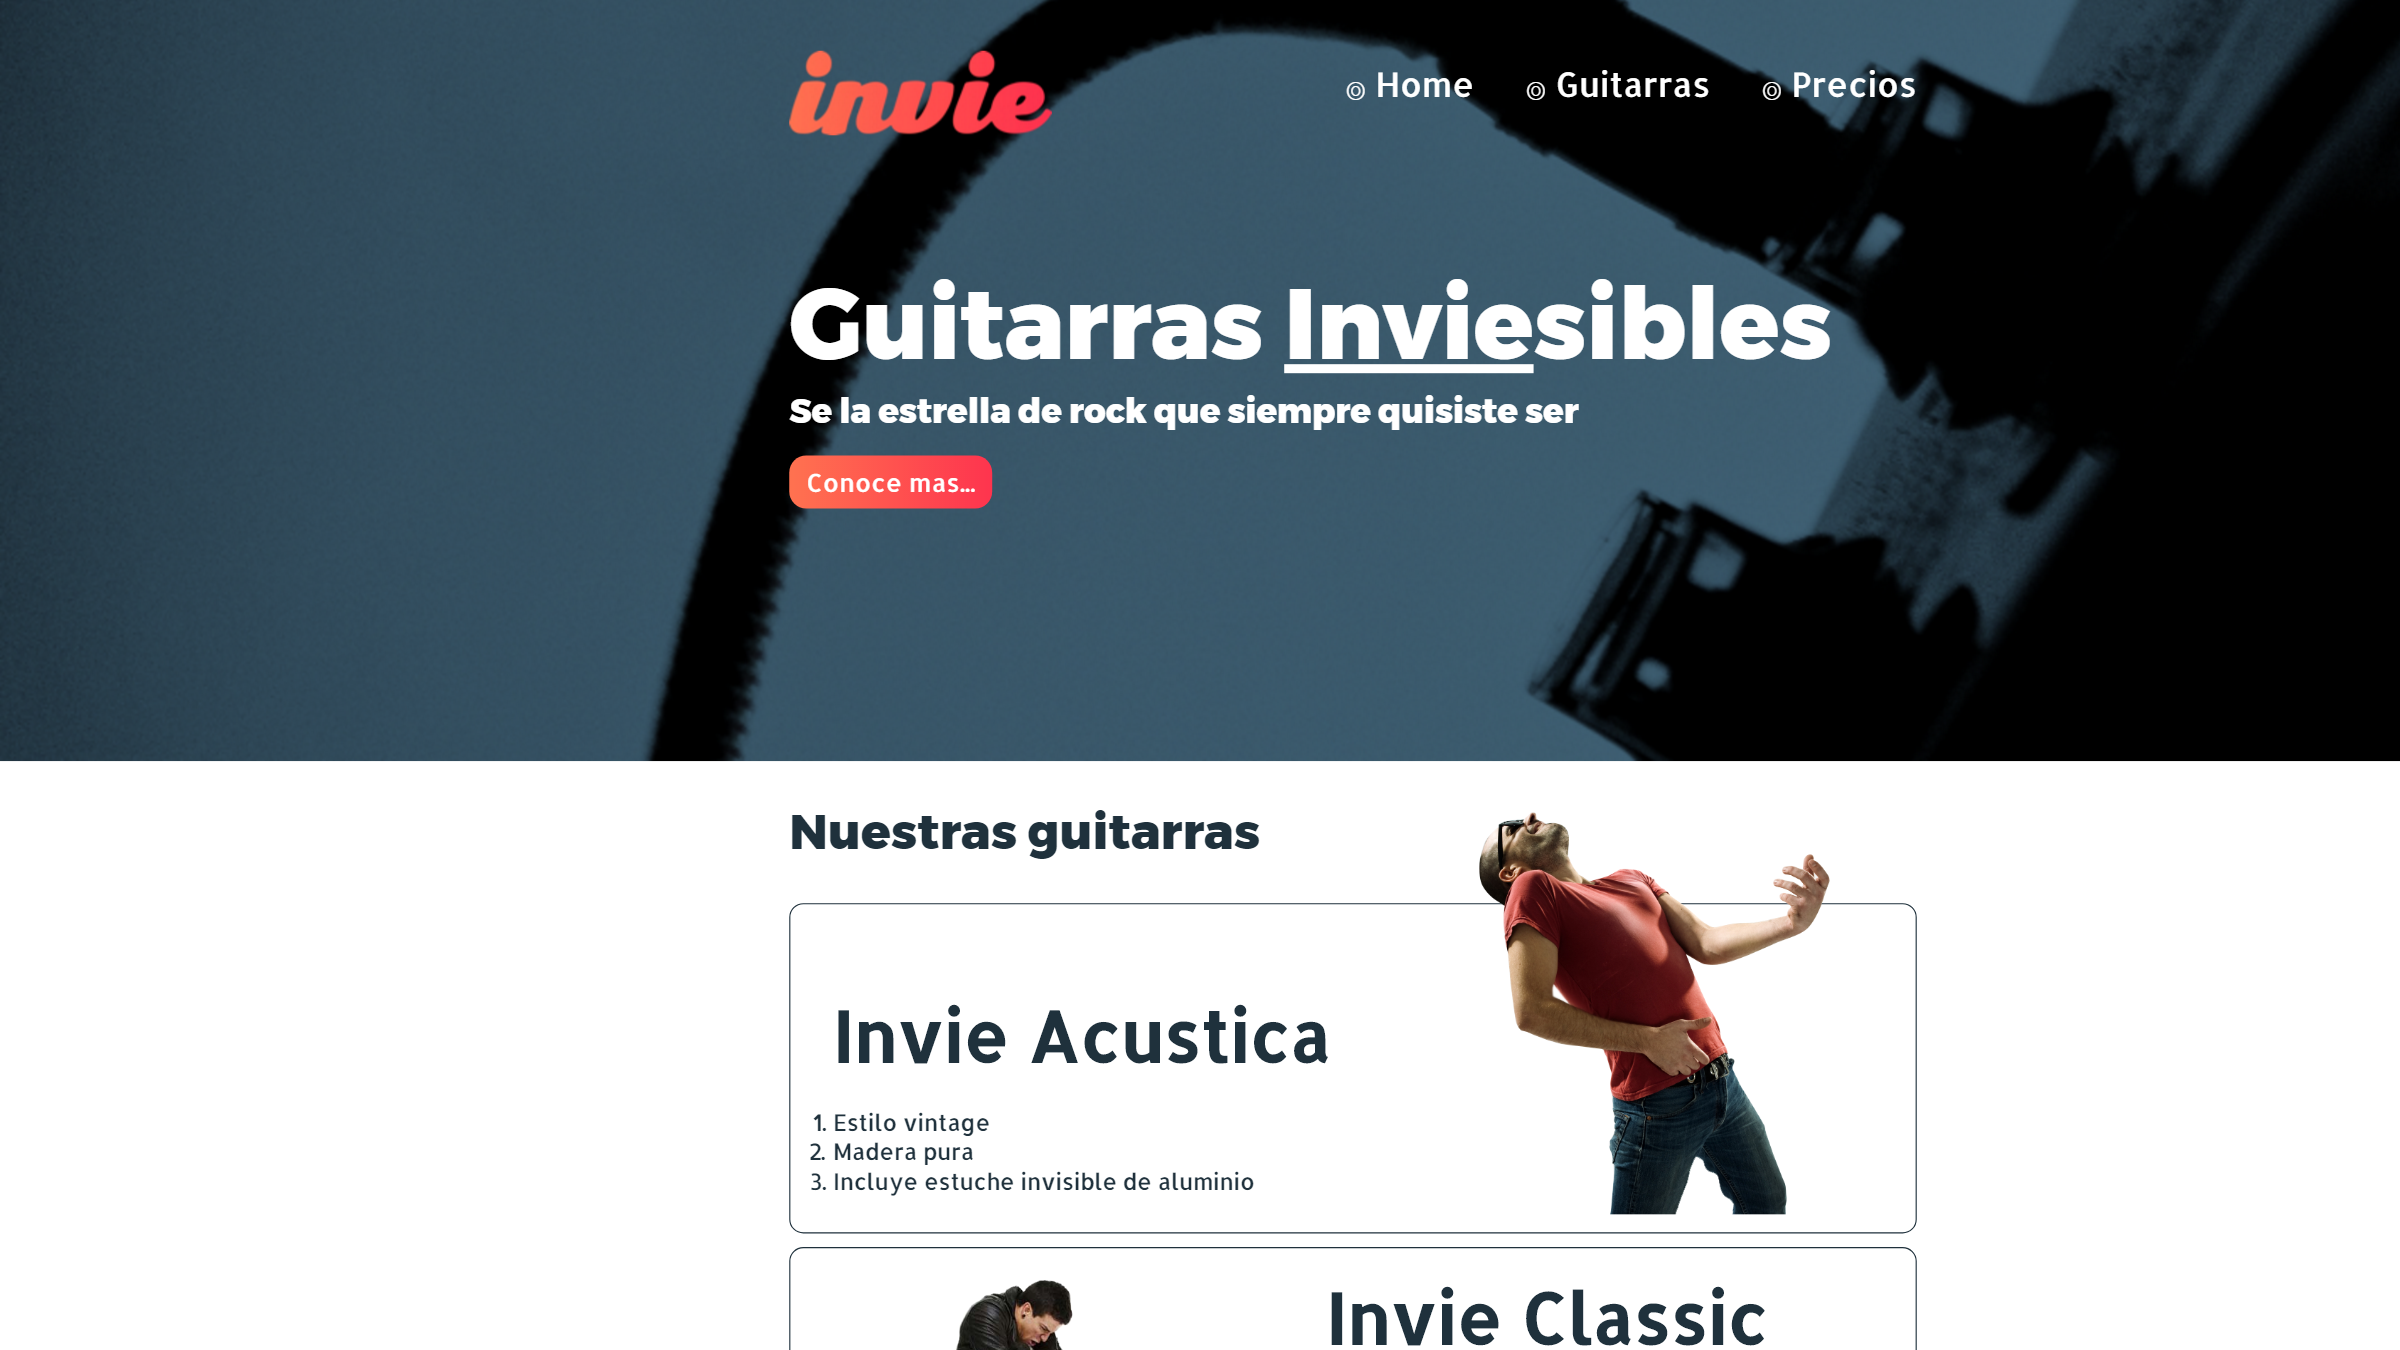 invie
Home
Guitarras
Precios
Guitarras Inviesibles
Se la estrella de rock que siempre quisiste ser
Conoce mas...
Nuestras guitarras
Invie Acustica
1. Estilo vintage
2. Madera pura
3. Incluye estuche invisible de aluminio
Invie Classic